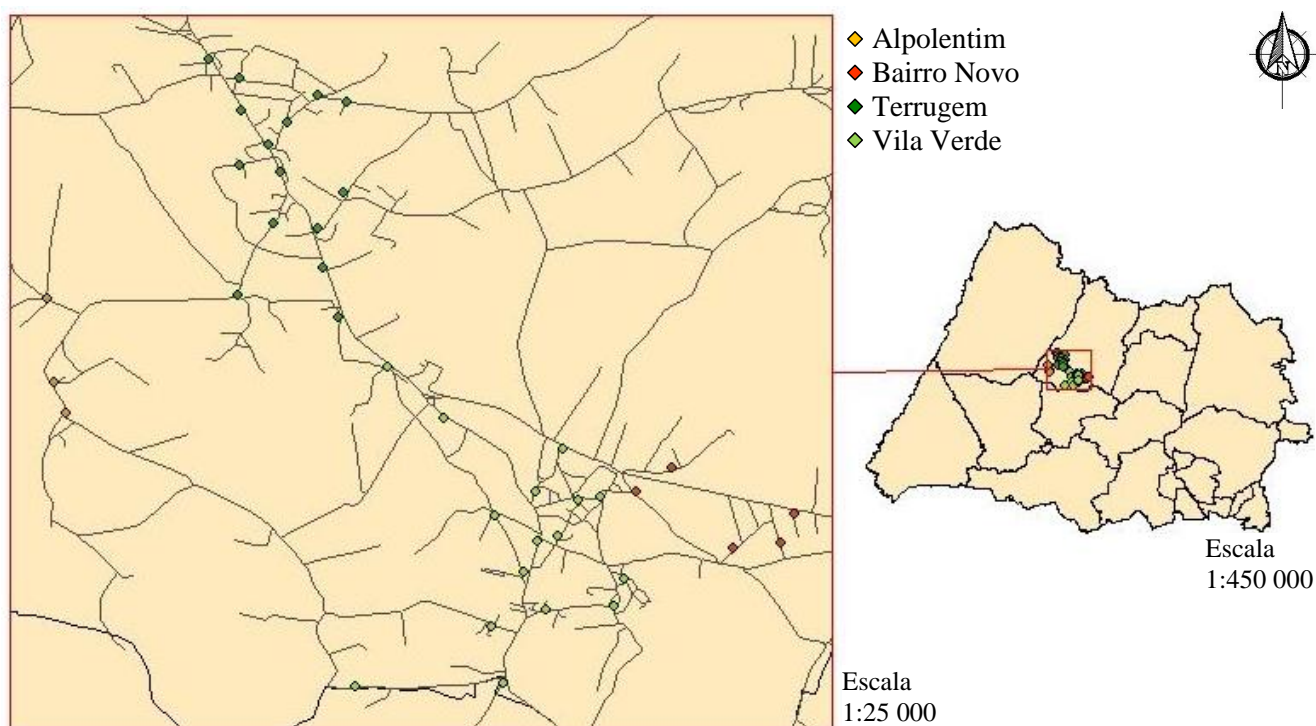 Alpolentim
Bairro Novo
Terrugem
Vila Verde
N
Escala
1:450 000
Escala
1:25 000